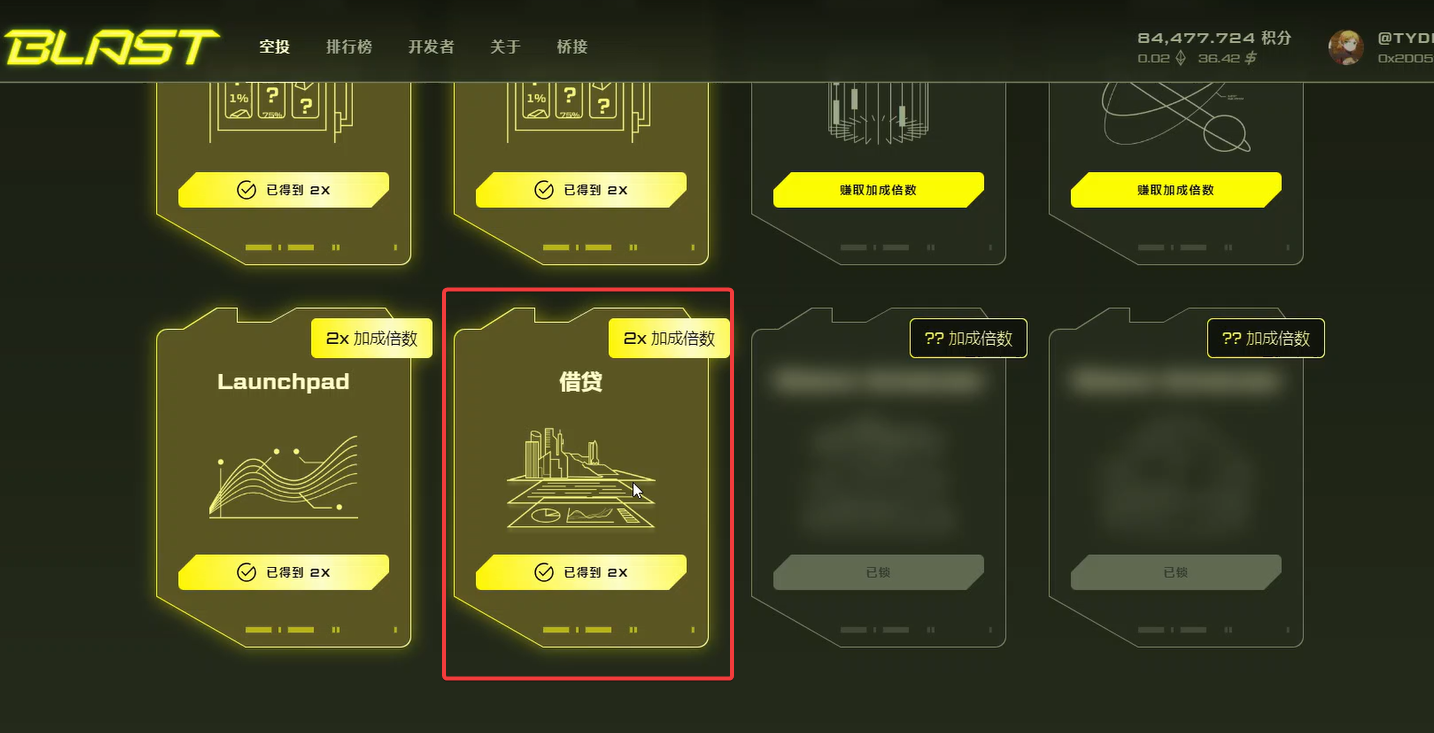 BLAST
空投 排行榜 开发者 关于 桥接
84,477.724 积分
0.02 36.42 $
@TYD
0x2005
1% ? ?
75%
1% ? ?
75%
已得到 2X
已得到 2X
赚取加成倍数
赚取加成倍数
2x 加成倍数
Launchpad
已得到 2X
2x 加成倍数
借贷
已得到 2X
?? 加成倍数
已锁
?? 加成倍数
已锁